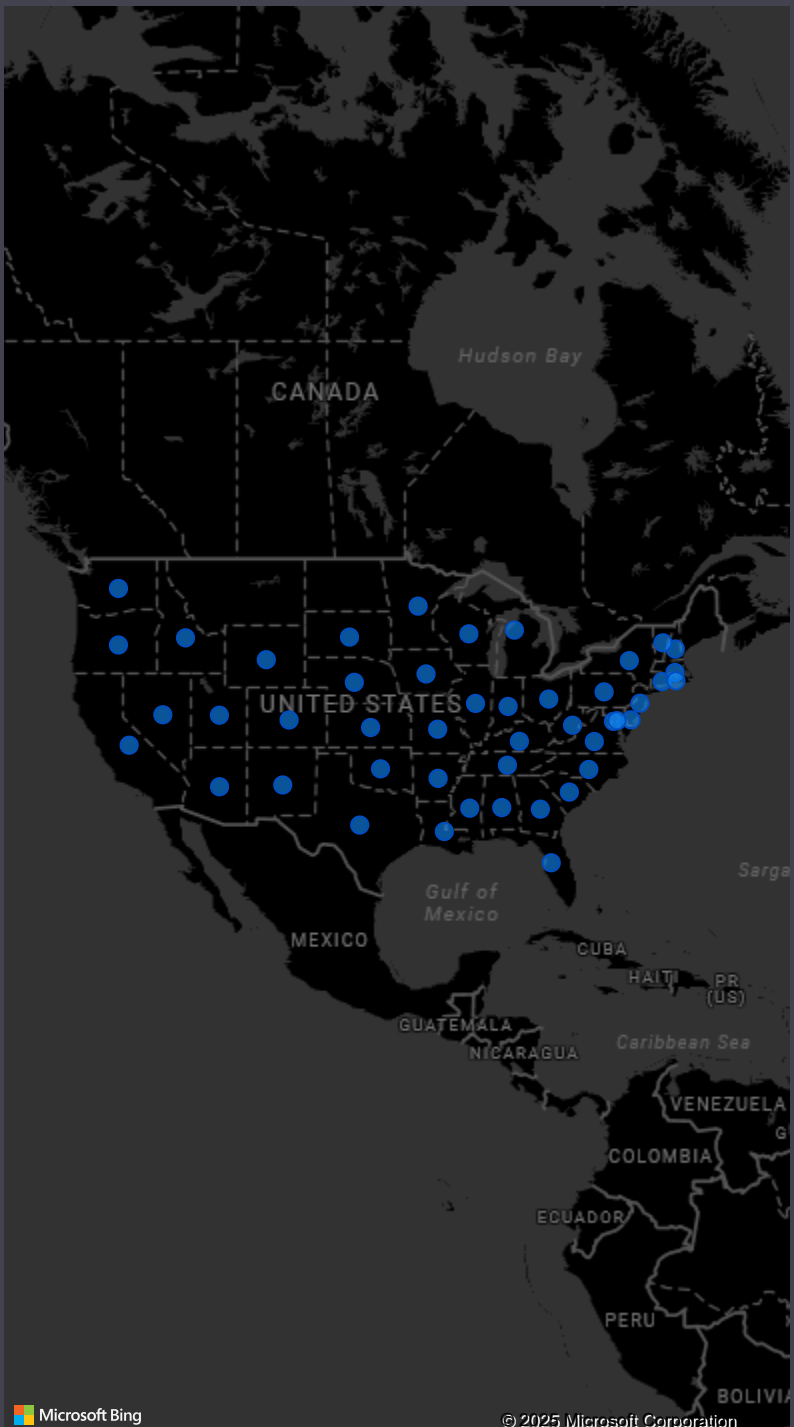 Hudson Bay
CANADA
UNITED STATES
Gulf of
Mexico
Sarga
MEXICO
CUBA
HAITI
PR
(US)
GUATEMALA
NICARAGUA
Caribbean Sea
VENEZUELA
G
COLOMBIA
ECUADOR
PERU
BOLIVIA
Microsoft Bing
© 2025 Microsoft Corporation